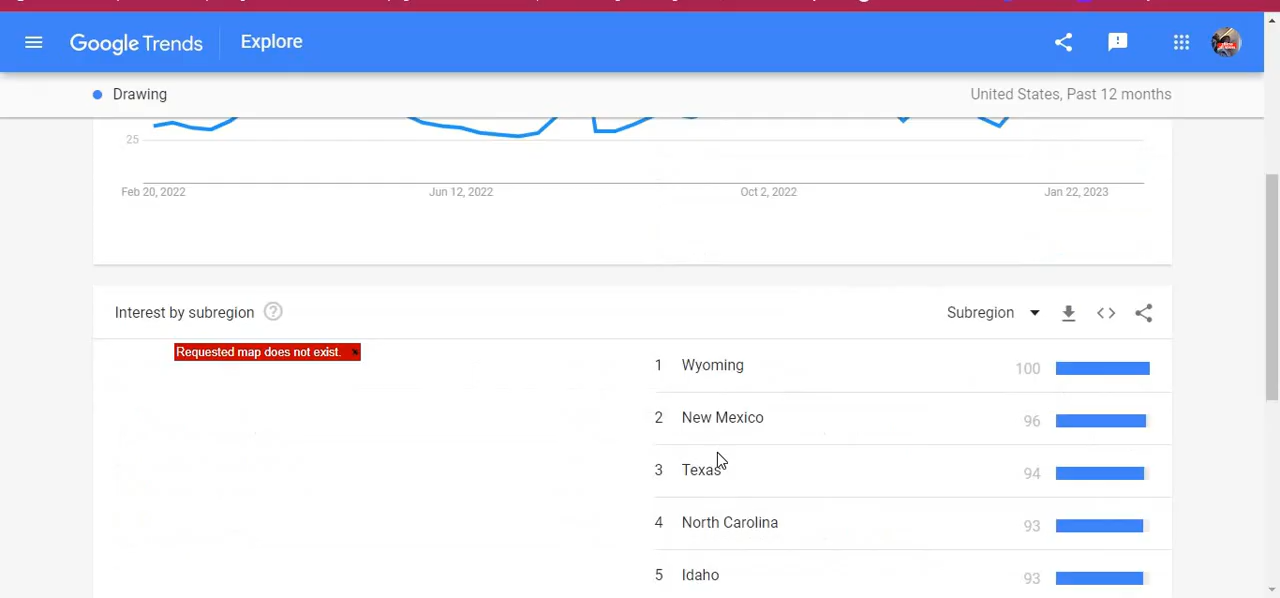 Google Trends Explore
Drawing United States, Past 12 months
25
Feb 20, 2022 Jun 12, 2022 Oct 2, 2022 Jan 22, 2023
Interest by subregion ? Subregion
Requested map does not exist. ×
1 Wyoming 100
2 New Mexico 96
3 Texas 94
4 North Carolina 93
5 Idaho 93